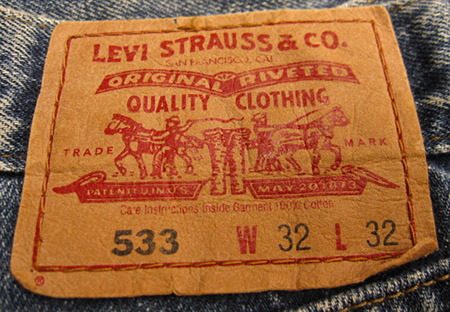 LEVI STRAUSS & CO.
SAN FRANCISCO, CAL.
ORIGINAL RIVETED
QUALITY CLOTHING
TRADE MARK
PATENTED IN U.S. MAY 20 1873
Care Instructions Inside Garment 100% Cotton
533 W 32 L 32
®